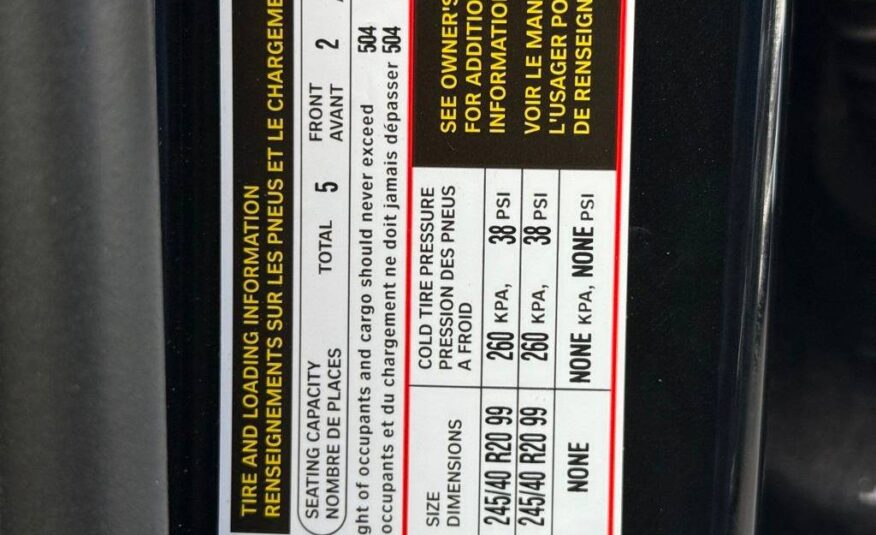 TIRE AND LOADING INFORMATION
RENSEIGNEMENTS SUR LES PNEUS ET LE CHARGEME
SEATING CAPACITY
NOMBRE DE PLACES
TOTAL 5
FRONT
AVANT
2
ght of occupants and cargo should never exceed 504
occupants et du chargement ne doit jamais dépasser 504
SIZE
DIMENSIONS
COLD TIRE PRESSURE
PRESSION DES PNEUS
A FROID
245/40 R20 99 260 KPA, 38 PSI
245/40 R20 99 260 KPA, 38 PSI
NONE NONE KPA, NONE PSI
SEE OWNER'S
FOR ADDITIO
INFORMATION
VOIR LE MAN
L'USAGER PO
DE RENSEIGN